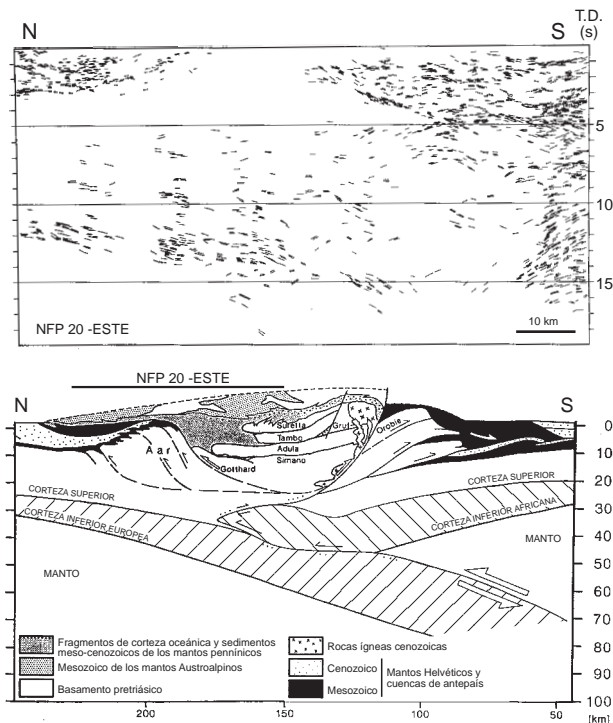 N
S T.D.
(s)
5
10
15
NFP 20 -ESTE
10 km
NFP 20 -ESTE
N
S
0
10
20
30
40
50
60
70
80
90
100
[km]
Suretta
Tambo
Adula
Simano
Gruf
Orobie
Aar
Gotthard
CORTEZA SUPERIOR
CORTEZA INFERIOR EUROPEA
MANTO
CORTEZA SUPERIOR
CORTEZA INFERIOR AFRICANA
MANTO
Fragmentos de corteza oceánica y sedimentos
meso-cenozoicos de los mantos pennínicos
Mesozoico de los mantos Austroalpinos
Basamento pretriásico
Rocas ígneas cenozoicas
Cenozoico
Mesozoico
Mantos Helvéticos y
cuencas de antepaís
200
150
100
50